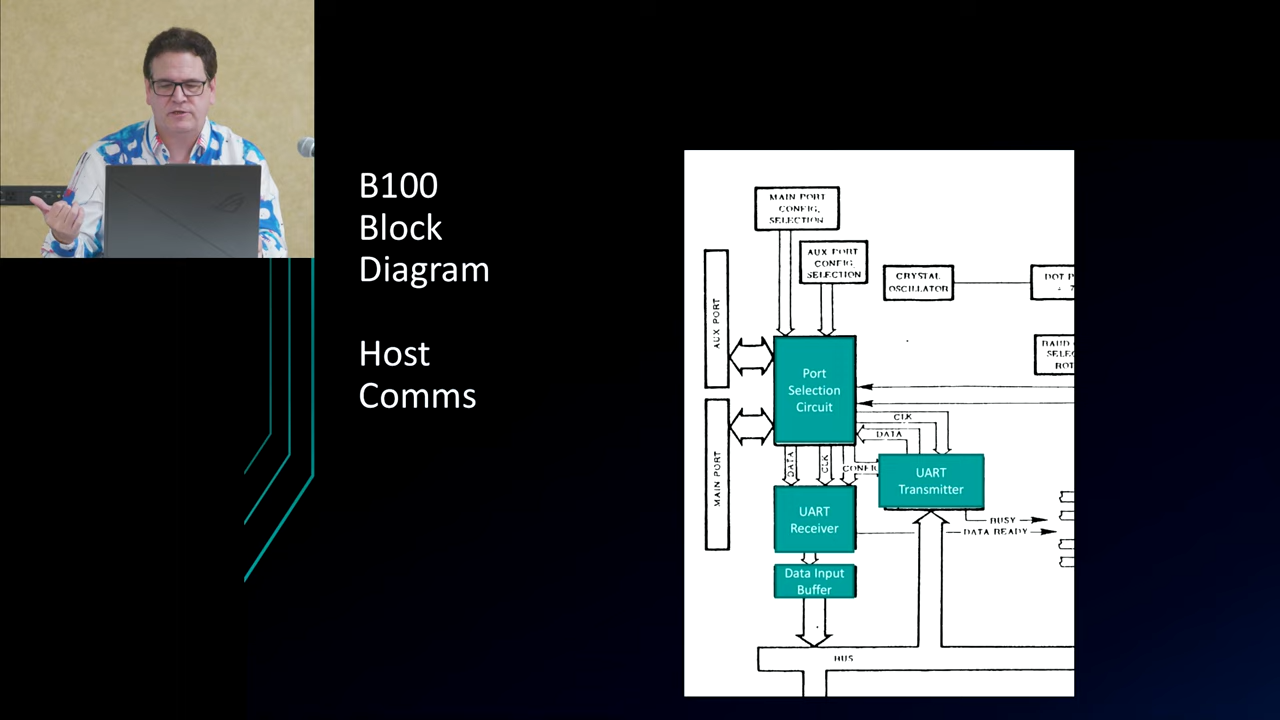 B100
Block
Diagram
Host
Comms
MAIN PORT
CONFIG.
SELECTION
AUX PORT
CONFIG
SELECTION
CRYSTAL
OSCILLATOR
DOT
AUX PORT
Port
Selection
Circuit
CLK
DATA
MAIN PORT
DATA
CLK
CONFIG
UART
Transmitter
UART
Receiver
BUSY
DATA READY
Data Input
Buffer
BUS